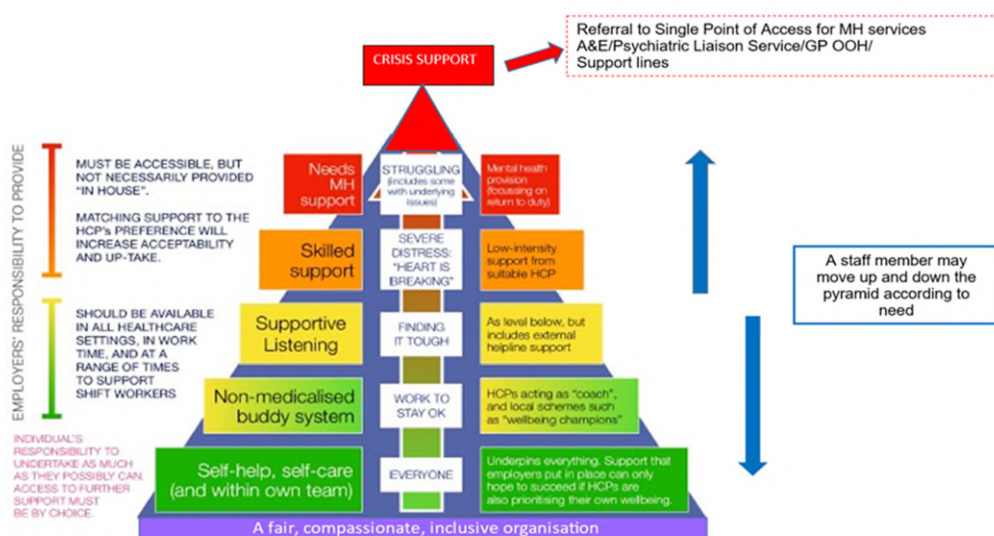 CRISIS SUPPORT
Referral to Single Point of Access for MH services
A&E/Psychiatric Liaison Service/GP OOH/
Support lines
EMPLOYERS' RESPONSIBILITY TO PROVIDE
MUST BE ACCESSIBLE, BUT
NOT NECESSARILY PROVIDED
"IN HOUSE".
MATCHING SUPPORT TO THE
HCP's PREFERENCE WILL
INCREASE ACCEPTABILITY
AND UP-TAKE.
SHOULD BE AVAILABLE
IN ALL HEALTHCARE
SETTINGS, IN WORK
TIME, AND AT A
RANGE OF TIMES
TO SUPPORT
SHIFT WORKERS
INDIVIDUAL'S
RESPONSIBILITY TO
UNDERTAKE AS MUCH
AS THEY POSSIBLY CAN.
ACCESS TO FURTHER
SUPPORT MUST
BE BY CHOICE.
Needs
MH
support
STRUGGLING
(includes some
with underlying
issues)
Mental health
provision
(focussing on
return to duty)
Skilled
support
SEVERE
DISTRESS:
"HEART IS
BREAKING"
Low-intensity
support from
suitable HCP
Supportive
Listening
FINDING
IT TOUGH
As level below, but
includes external
helpline support
Non-medicalised
buddy system
WORK TO
STAY OK
HCPs acting as "coach",
and local schemes such
as "wellbeing champions"
Self-help, self-care
(and within own team)
EVERYONE
Underpins everything. Support that
employers put in place can only
hope to succeed if HCPs are
also prioritising their own wellbeing.
A fair, compassionate, inclusive organisation
A staff member may
move up and down the
pyramid according to
need